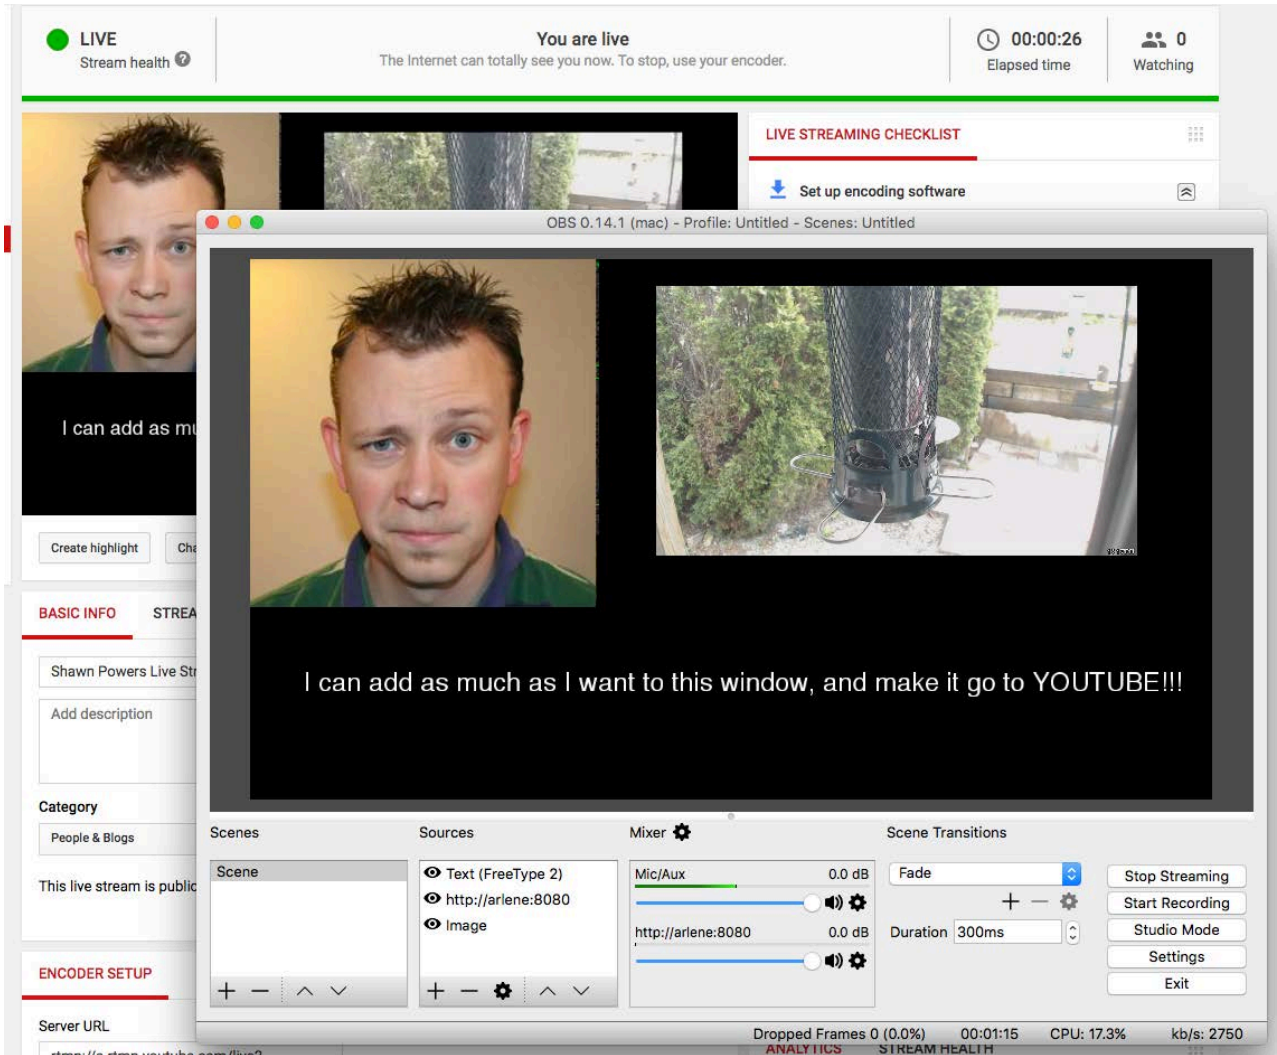 LIVE
Stream health ?
You are live
The Internet can totally see you now. To stop, use your encoder.
00:00:26
Elapsed time
0
Watching
LIVE STREAMING CHECKLIST
Set up encoding software
OBS 0.14.1 (mac) - Profile: Untitled - Scenes: Untitled
I can add as mu
I can add as much as I want to this window, and make it go to YOUTUBE!!!
Create highlight
Cha
BASIC INFO
STREA
Shawn Powers Live Str
Add description
Category
People & Blogs
This live stream is public
ENCODER SETUP
Server URL
rtmp://a.rtmp.youtube.com/live2
Scenes
Scene
Sources
Text (FreeType 2)
http://arlene:8080
Image
Mixer
Mic/Aux 0.0 dB
http://arlene:8080 0.0 dB
Scene Transitions
Fade
Duration 300ms
Stop Streaming
Start Recording
Studio Mode
Settings
Exit
Dropped Frames 0 (0.0%) 00:01:15 CPU: 17.3% kb/s: 2750
ANALYTICS STREAM HEALTH